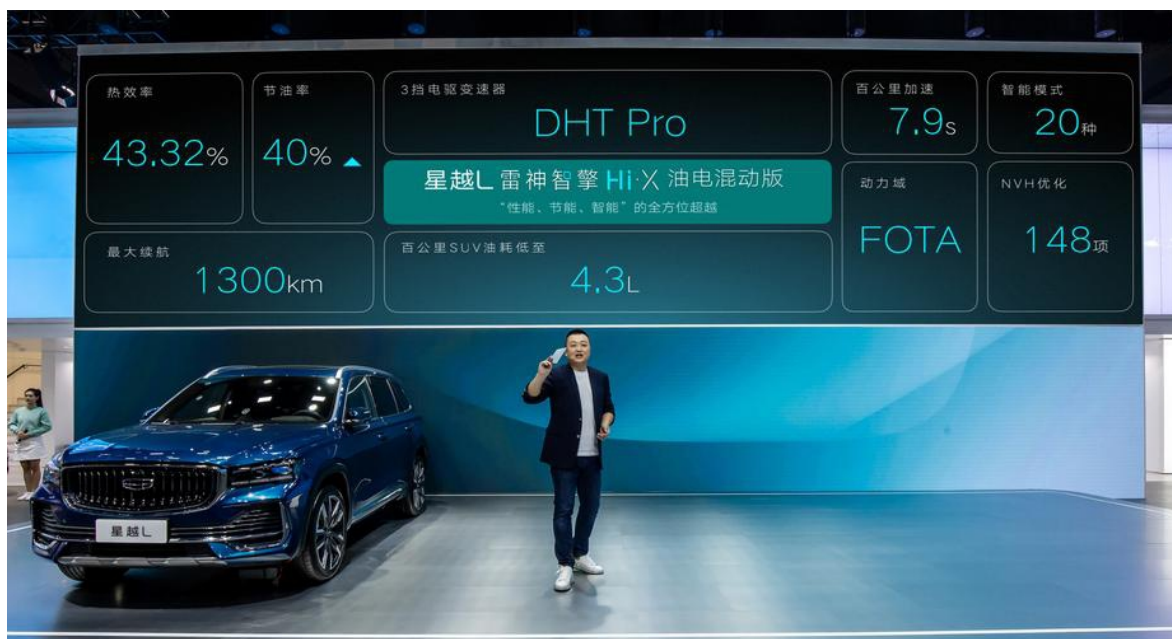 热效率
43.32%
节油率
40%
3挡电驱变速器
DHT Pro
百公里加速
7.9s
智能模式
20种
星越L 雷神智擎 Hi·X 油电混动版
“性能、节能、智能”的全方位超越
动力域
FOTA
NVH优化
148项
最大续航
1300km
百公里SUV油耗低至
4.3L
星越L